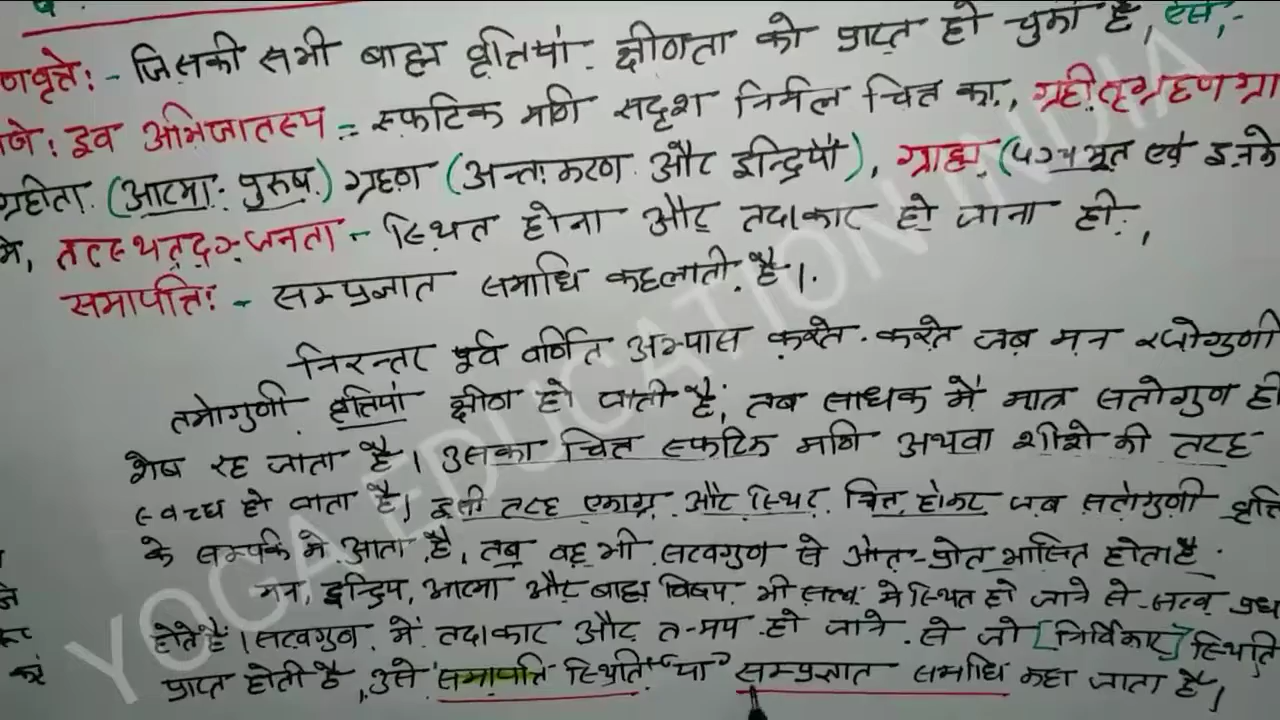 णवृत्ते: - जिसकी सभी बाह्य वृतियां क्षीणता को प्राप्त हो चुकी है, ऐसे,-
इव अभिजातस्य = स्फटिक मणि सदृश निर्मल चित का, ग्रहीतृग्रहणग्रा
ग्रहीता (आत्मा: पुरुष) ग्रहण (अन्तःकरण और इन्द्रियाँ), ग्राह्य (पञ्चभूत एवं इनके
मे, तत्स्थतद्ञ्जनता - स्थित होना और तदाकार हो जाना ही,
समापत्तिः - सम्प्रज्ञात समाधि कहलाती है।
निरन्तर पूर्व वर्णित अभ्यास करते-करते जब मन रजोगुणी
तमोगुणी वृतियां क्षीण हो जाती है, तब साधक में मात्र सतोगुण ही
शेष रह जाता है। उसका चित्त स्फटिक मणि अथवा शीशे की तरह
स्वच्छ हो जाता है। इसी तरह एकाग्र और स्थिर चित्त होकर जब सतोगुणी वृत्ति
के सम्पर्क मे आता है, तब वह भी सत्वगुण से ओत-प्रोत भासित होता है.
मन, इन्द्रिय, आत्मा और बाह्य विषय भी सत्व मे स्थित हो जाने से सत्व प्रध
होते है। सत्वगुण में तदाकार और तन्मय हो जाने से जो [निर्विकार] स्थिति
प्राप्त होती है, उसे 'समापत्ति स्थिति' या सम्प्रज्ञात समाधि कहा जाता है।
YOGA EDUCATION INDIA